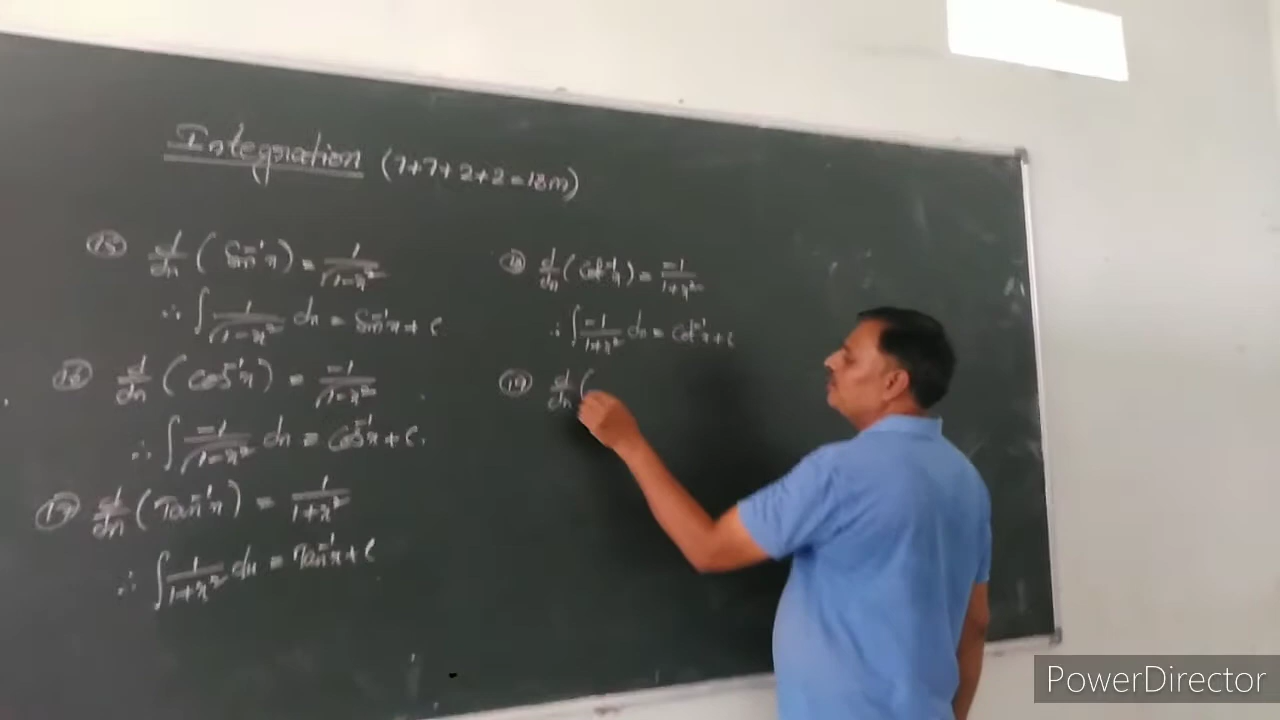 Integration (7+7+2+2=18m)
(15) d/dx (Sin⁻¹x) = 1/√1-x²
∴ ∫ 1/√1-x² dx = Sin⁻¹x + c
(16) d/dx (Cos⁻¹x) = -1/√1-x²
∴ ∫ -1/√1-x² dx = Cos⁻¹x + c.
(17) d/dx (Tan⁻¹x) = 1/1+x²
∴ ∫ 1/1+x² dx = Tan⁻¹x + c
(18) d/dx (Cot⁻¹x) = -1/1+x²
∴ ∫ -1/1+x² dx = Cot⁻¹x + c
(19) d/dx (
PowerDirector